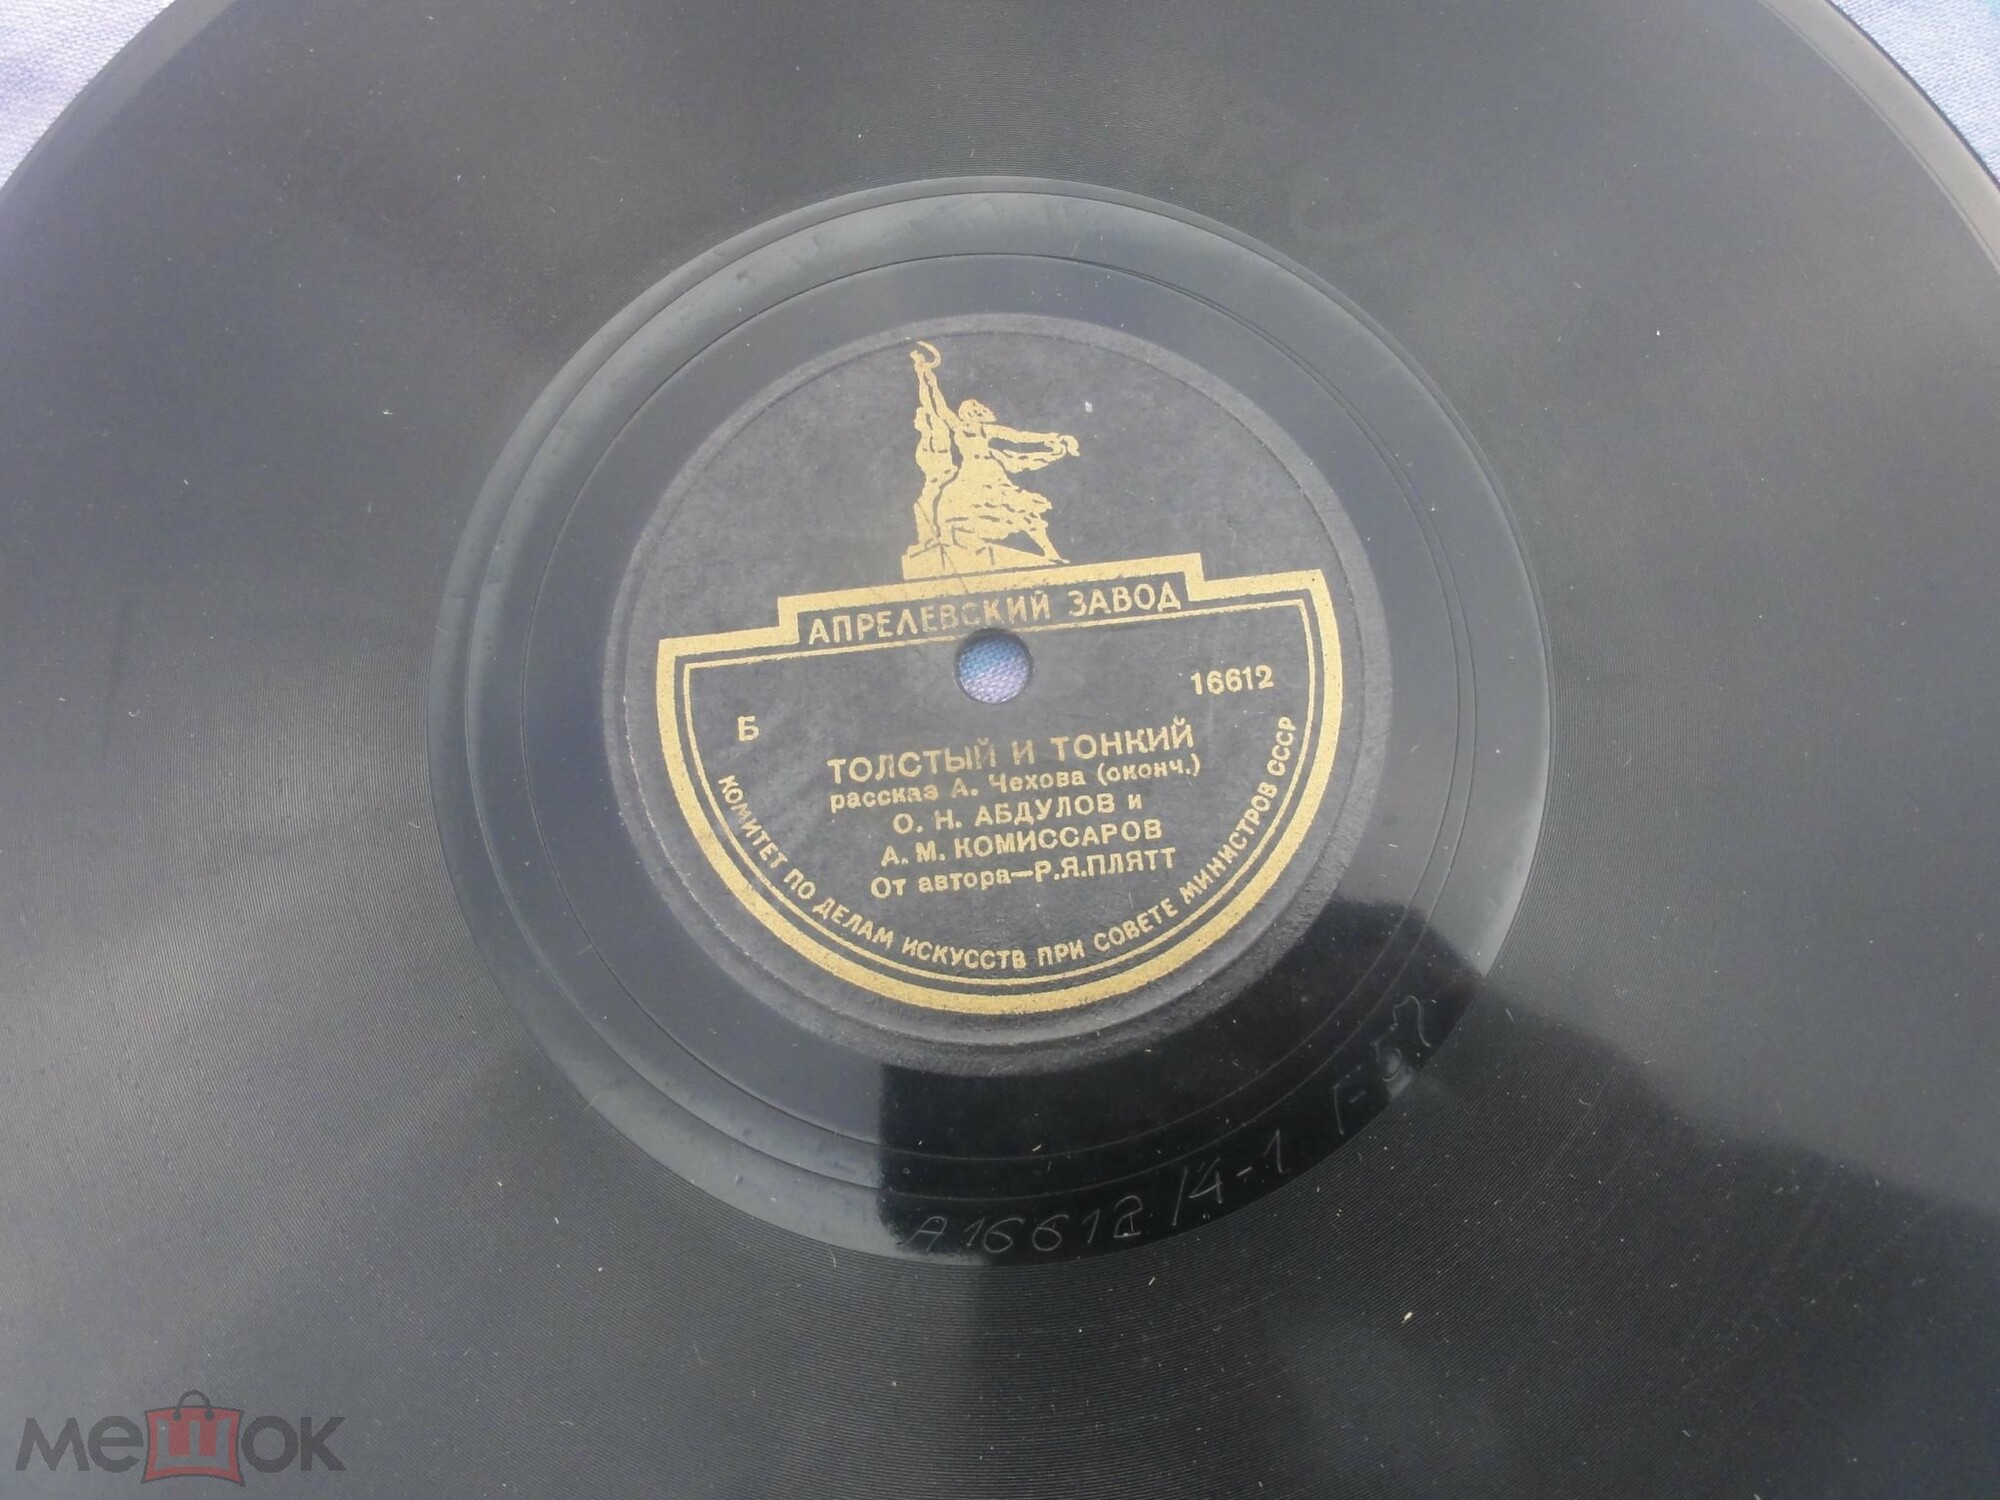 АПРЕЛЕВСКИЙ ЗАВОД
Б
16612
ТОЛСТЫЙ И ТОНКИЙ
рассказ А. Чехова (оконч.)
О. Н. АБДУЛОВ и
А. М. КОМИССАРОВ
От автора—Р.Я.ПЛЯТТ
КОМИТЕТ ПО ДЕЛАМ ИСКУССТВ ПРИ СОВЕТЕ МИНИСТРОВ СССР
А16612/4-1
мешок